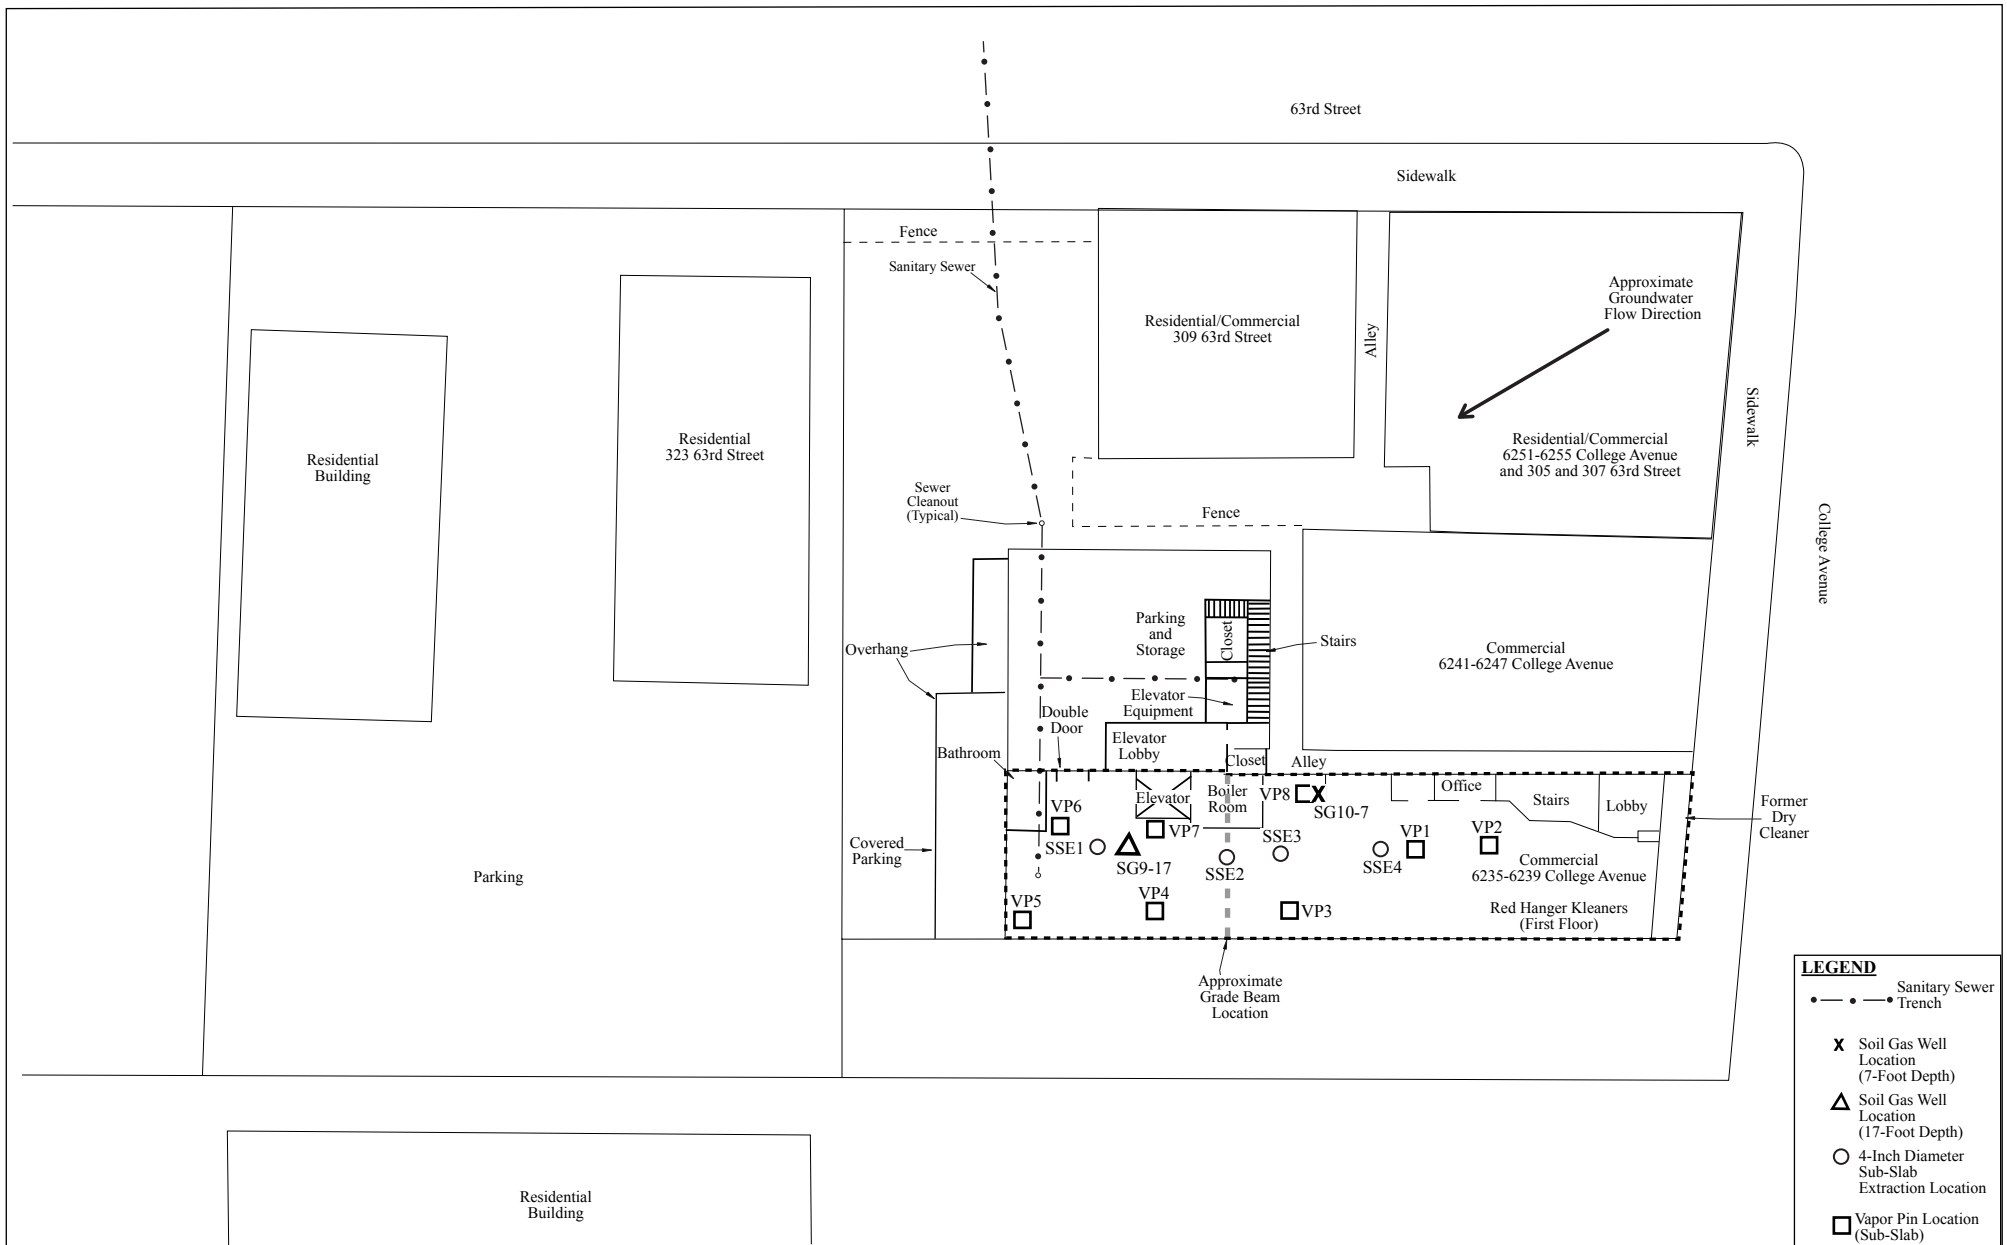 63rd Street
Sidewalk
Fence
Sanitary Sewer
Approximate
Groundwater
Flow Direction
Residential/Commercial
309 63rd Street
Alley
Sidewalk
Residential
Building
Residential
323 63rd Street
Residential/Commercial
6251-6255 College Avenue
and 305 and 307 63rd Street
Sewer
Cleanout
(Typical)
Fence
College Avenue
Parking
and
Storage
Closet
Stairs
Overhang
Commercial
6241-6247 College Avenue
Elevator
Equipment
Double
Door
Elevator
Lobby
Bathroom
Closet
Alley
Elevator
Boiler
Room
VP8
SG10-7
Office
Stairs
Lobby
Former
Dry
Cleaner
VP6
VP7
SSE1
SG9-17
SSE2
SSE3
SSE4
VP1
VP2
Covered
Parking
Commercial
6235-6239 College Avenue
Parking
VP5
VP4
VP3
Red Hanger Kleaners
(First Floor)
Approximate
Grade Beam
Location
LEGEND
Sanitary Sewer
Trench
X Soil Gas Well
Location
(7-Foot Depth)
Soil Gas Well
Location
(17-Foot Depth)
4-Inch Diameter
Sub-Slab
Extraction Location
Vapor Pin Location
(Sub-Slab)
Residential
Building